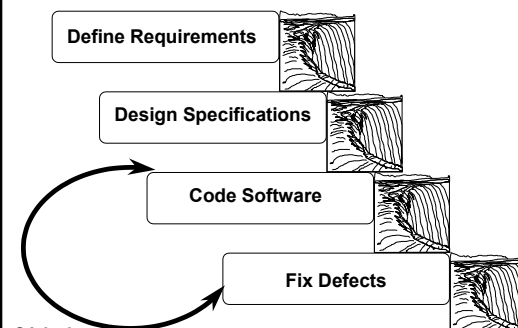 Define Requirements
Design Specifications
Code Software
Fix Defects